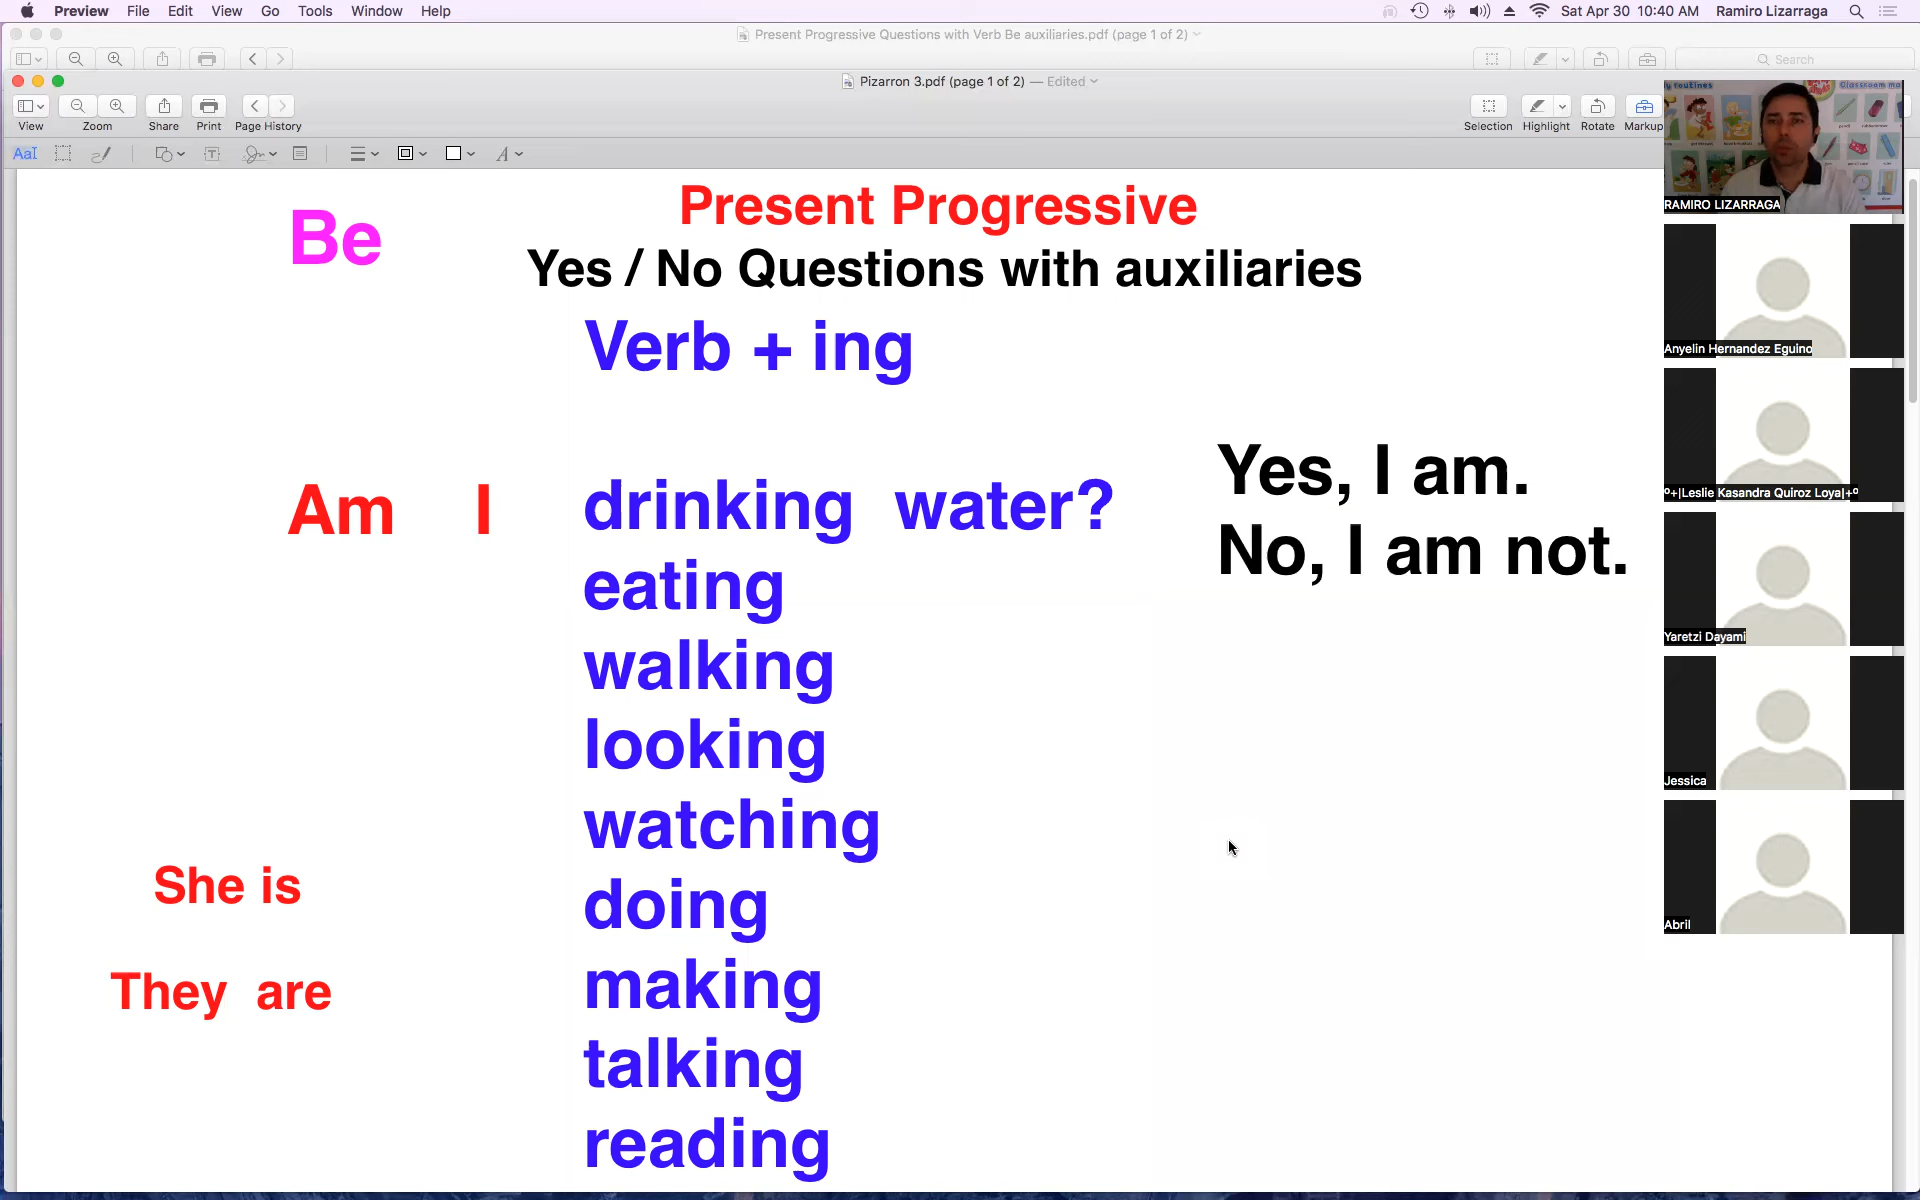 Preview File Edit View Go Tools Window Help Sat Apr 30 10:40 AM Ramiro Lizarraga
Present Progressive Questions with Verb Be auxiliaries.pdf (page 1 of 2)
Search
Pizarron 3.pdf (page 1 of 2) — Edited
View Zoom Share Print Page History Selection Highlight Rotate Markup
AaI
Present Progressive
Be
Yes / No Questions with auxiliaries
Verb + ing
Am I drinking water?
Yes, I am.
No, I am not.
eating
walking
looking
watching
She is
doing
They are
making
talking
reading
RAMIRO LIZARRAGA
Anyelin Hernandez Eguino
º+|Leslie Kasandra Quiroz Loya|+º
Yaretzi Dayami
Jessica
Abril